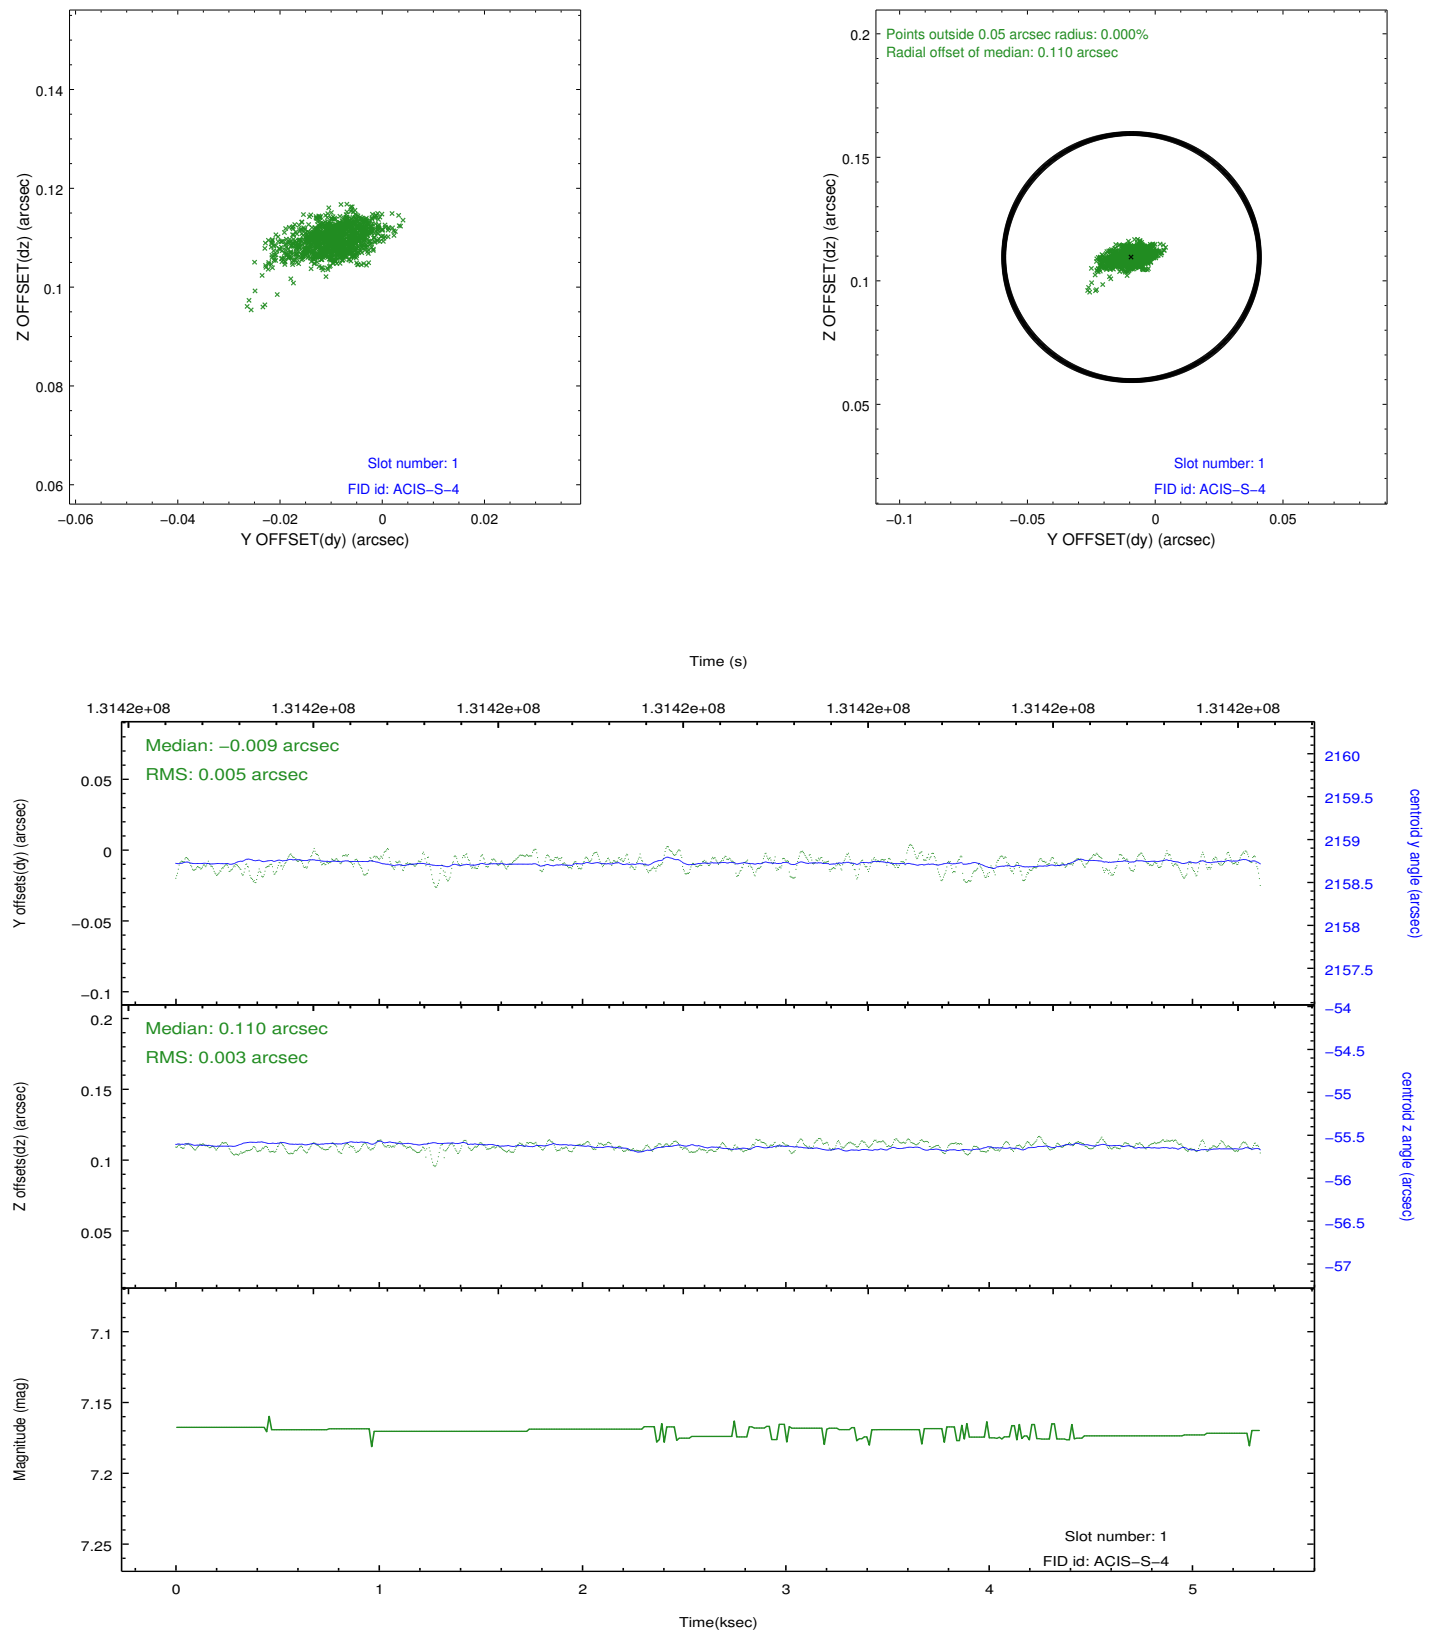 0.14
0.12
0.1
0.08
0.06
Z OFFSET(dz) (arcsec)
−0.06
−0.04
−0.02
0
0.02
Y OFFSET(dy) (arcsec)
Slot number: 1
FID id: ACIS−S−4
Points outside 0.05 arcsec radius: 0.000%
Radial offset of median: 0.110 arcsec
0.2
0.15
0.1
0.05
Z OFFSET(dz) (arcsec)
−0.1
−0.05
0
0.05
Y OFFSET(dy) (arcsec)
Slot number: 1
FID id: ACIS−S−4
Time (s)
1.3142e+08 1.3142e+08 1.3142e+08 1.3142e+08 1.3142e+08 1.3142e+08 1.3142e+08
Median: −0.009 arcsec
RMS: 0.005 arcsec
0.05
0
−0.05
−0.1
Y offsets(dy) (arcsec)
2160
2159.5
2159
2158.5
2158
2157.5
centroid y angle (arcsec)
Median: 0.110 arcsec
RMS: 0.003 arcsec
0.2
0.15
0.1
0.05
Z offsets(dz) (arcsec)
−54
−54.5
−55
−55.5
−56
−56.5
−57
centroid z angle (arcsec)
7.1
7.15
7.2
7.25
Magnitude (mag)
Slot number: 1
FID id: ACIS−S−4
0 1 2 3 4 5
Time(ksec)